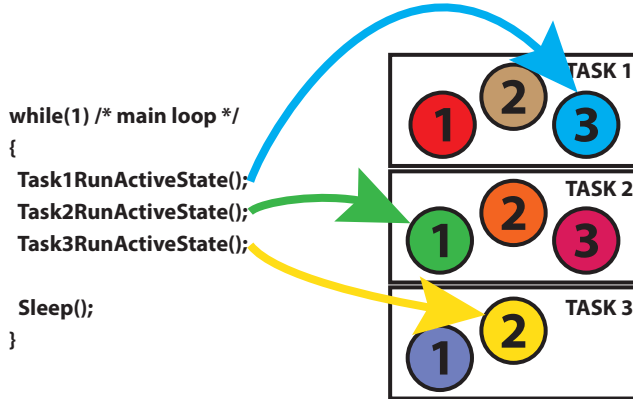 while(1) /* main loop */
{
Task1RunActiveState();
Task2RunActiveState();
Task3RunActiveState();
Sleep();
}
TASK 1
1
2
3
TASK 2
1
2
3
TASK 3
1
2